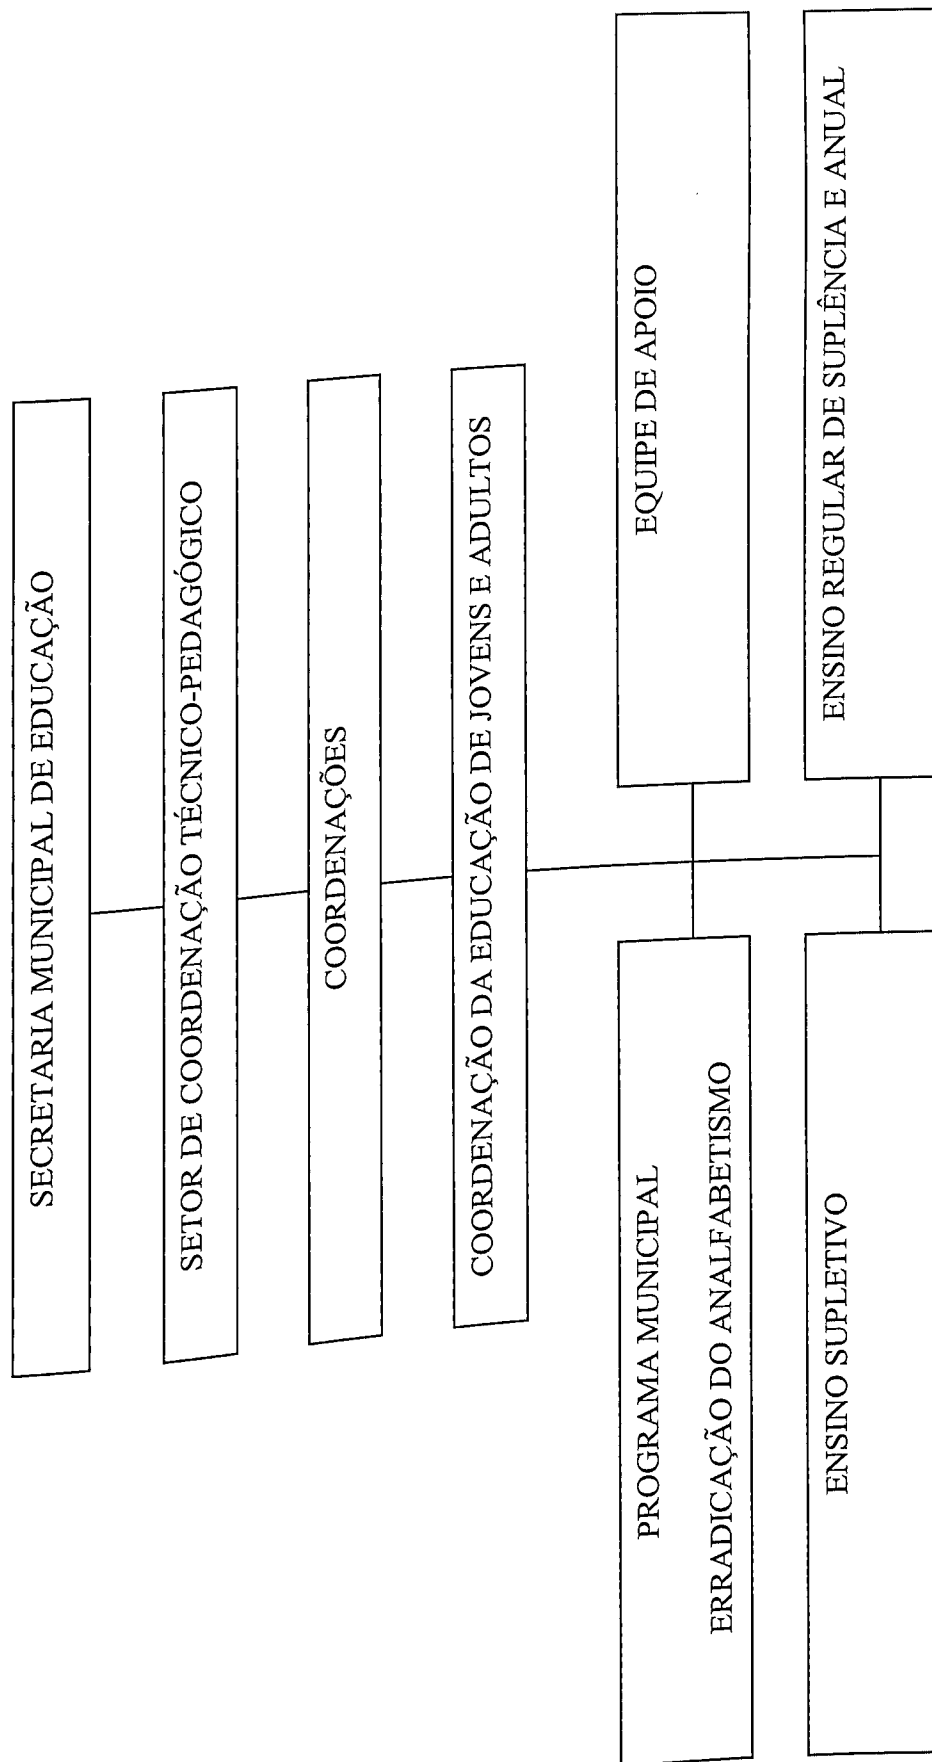 SECRETARIA MUNICIPAL DE EDUCAÇÃO
SETOR DE COORDENAÇÃO TÉCNICO-PEDAGÓGICO
COORDENAÇÕES
COORDENAÇÃO DA EDUCAÇÃO DE JOVENS E ADULTOS
PROGRAMA MUNICIPAL
ERRADICAÇÃO DO ANALFABETISMO
EQUIPE DE APOIO
ENSINO SUPLETIVO
ENSINO REGULAR DE SUPLÊNCIA E ANUAL